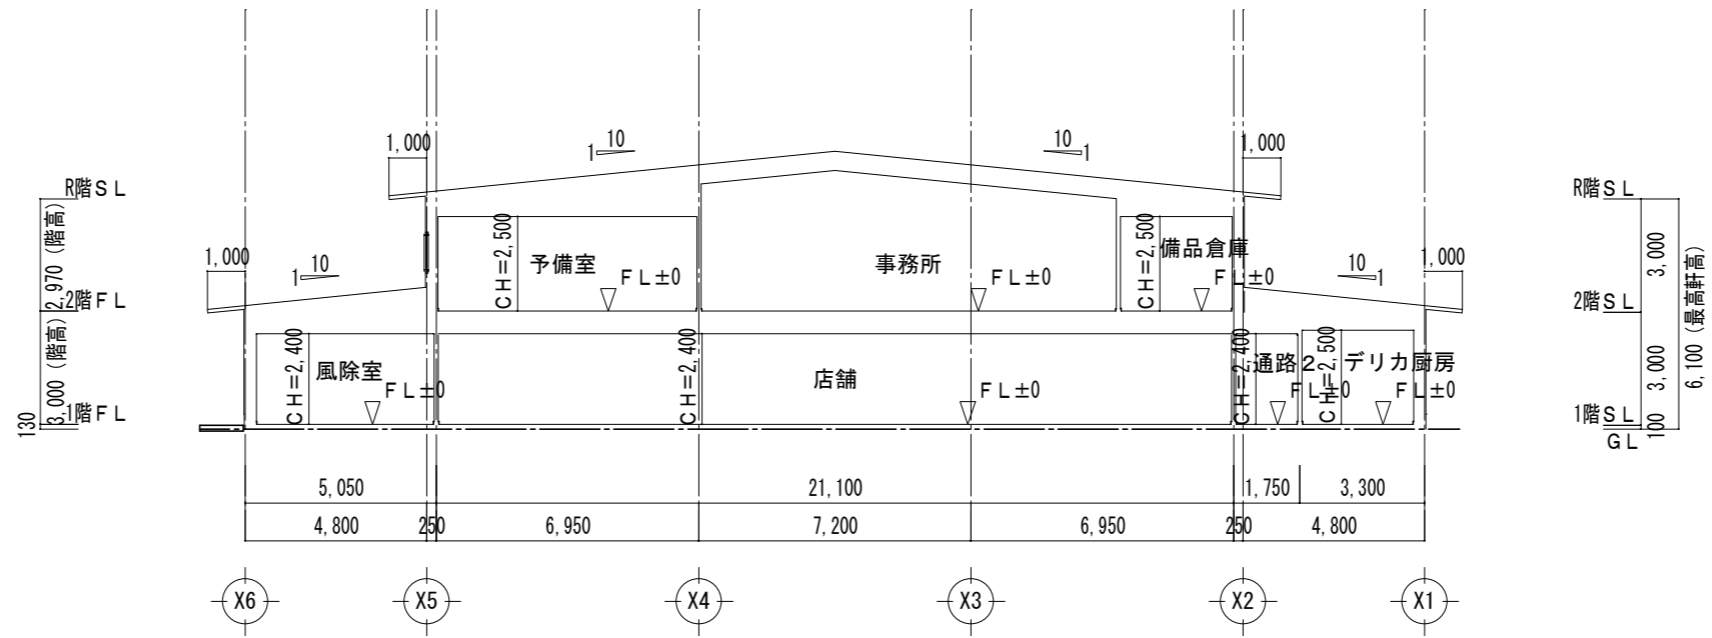 10
10
1,000
1
1
1,000
R階ＳＬ
R階ＳＬ
予備室
事務所
備品倉庫
ＣＨ=2,500
ＣＨ=2,500
ＦＬ±0
ＦＬ±0
ＦＬ±0
1,000
10
1
10
1
1,000
2,970 (階高)
3,000
6,100 (最高軒高)
2階ＦＬ
2階ＳＬ
3,000 (階高)
3,000
風除室
店舗
通路２
デリカ厨房
ＣＨ=2,400
ＣＨ=2,400
ＣＨ=2,400
ＣＨ=2,500
ＦＬ±0
ＦＬ±0
ＦＬ±0
ＦＬ±0
130
1階ＦＬ
1階ＳＬ
100
ＧＬ
5,050
21,100
1,750
3,300
4,800
250
6,950
7,200
6,950
250
4,800
X6
X5
X4
X3
X2
X1